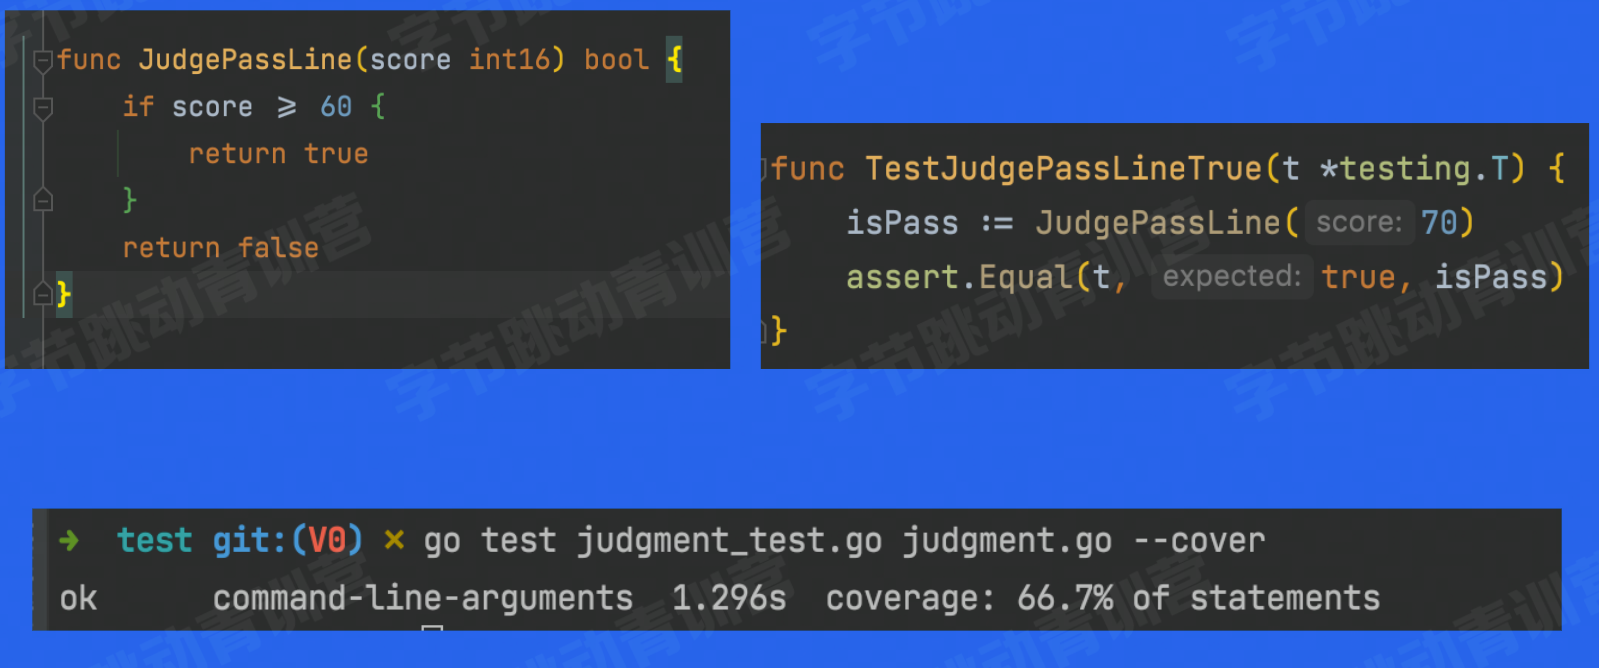 func JudgePassLine(score int16) bool {
if score >= 60 {
return true
}
return false
}
func TestJudgePassLineTrue(t *testing.T) {
isPass := JudgePassLine( score: 70)
assert.Equal(t, expected: true, isPass)
}
→ test git:(V0) × go test judgment_test.go judgment.go --cover
ok command-line-arguments 1.296s coverage: 66.7% of statements
字节跳动青训营